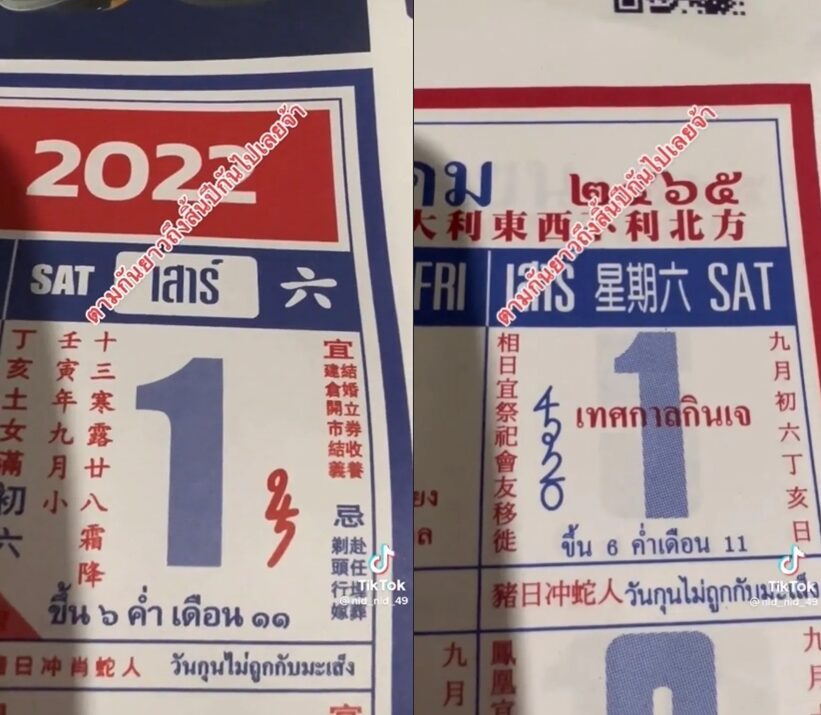 2022
ตามกันยาวถึงสิ้นปีกันไปเลยจ้า
SAT เสาร์ 六
丁亥土女滿
初六
壬寅年九月小
十三寒露廿八霜降
1
宜
結婚立券收養
建倉開市結義
忌
剃頭行嫁
ขึ้น ๖ ค่ำ เดือน ๑๑
日冲肖蛇人 วันกุนไม่ถูกกับมะเส็ง
宜
TikTok
@nid_nid_49
คม ๒๕๖๕
ตามกันยาวถึงสิ้นปีกันไปเลยจ้า
大利東西不利北方
FRI เสาร์ 星期六 SAT
相日宜祭祀會友移徙
1
เทศกาลกินเจ
九月初六丁亥日
ขึ้น 6 ค่ำเดือน 11
豬日冲蛇人วันกุนไม่ถูกกับมะเส็ง
TikTok
@nid_nid_49
九月
鳳凰
九月